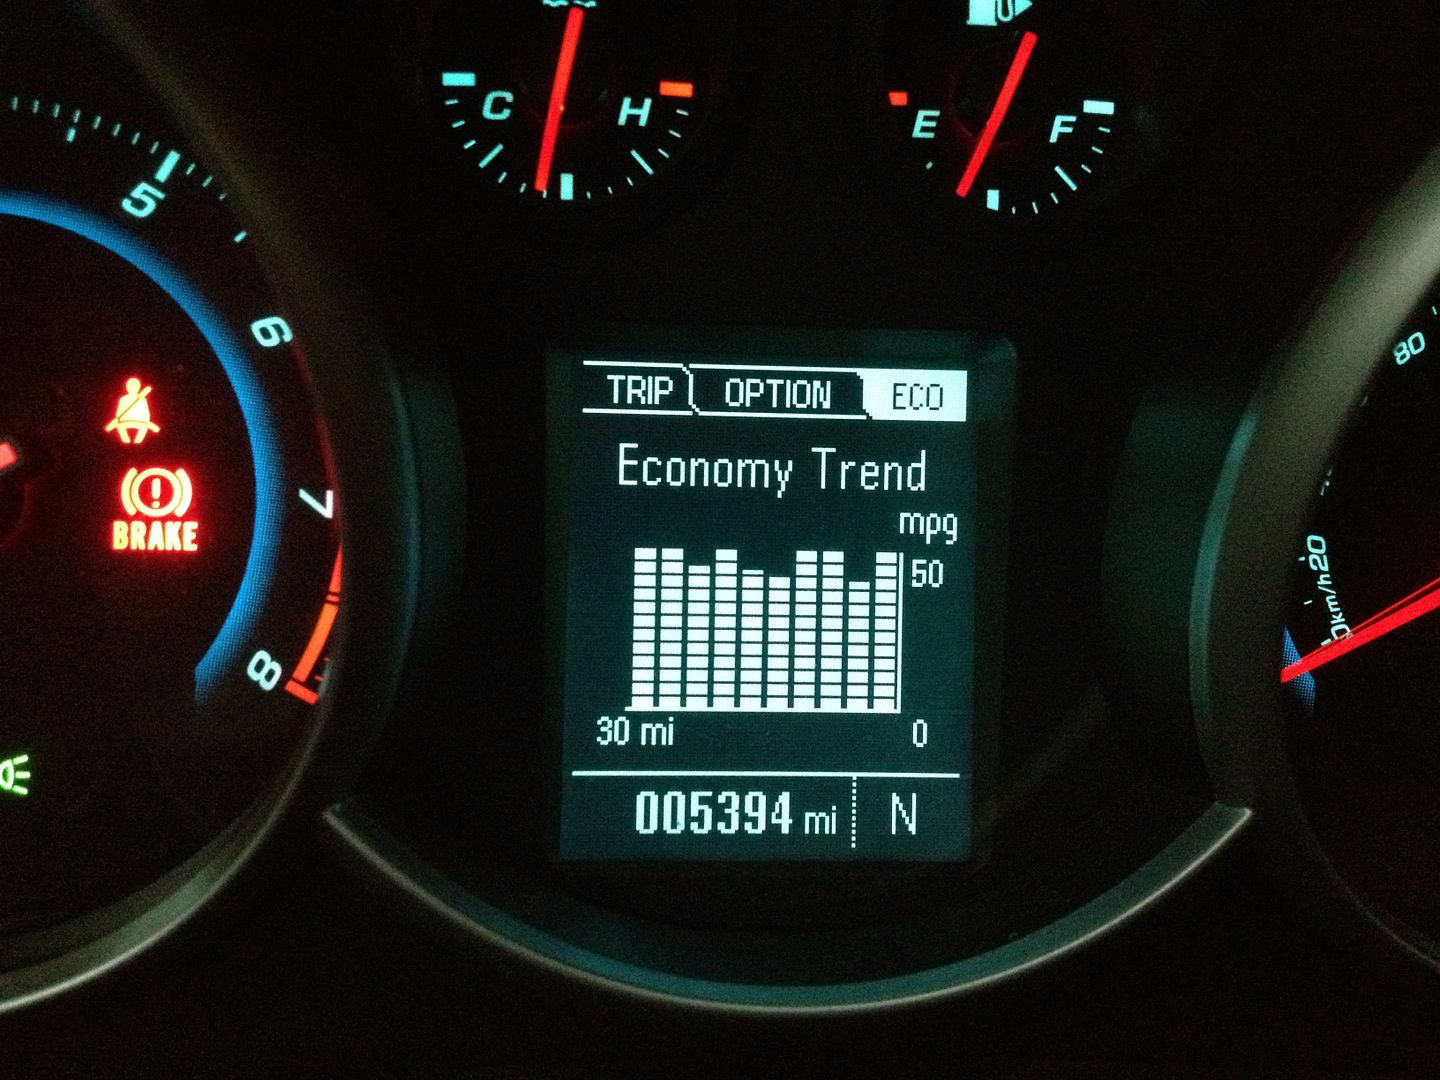 C H
E F
5
6
7
8
BRAKE
TRIP OPTION ECO
Economy Trend
mpg
50
30 mi 0
005394 mi N
80
20
km/h